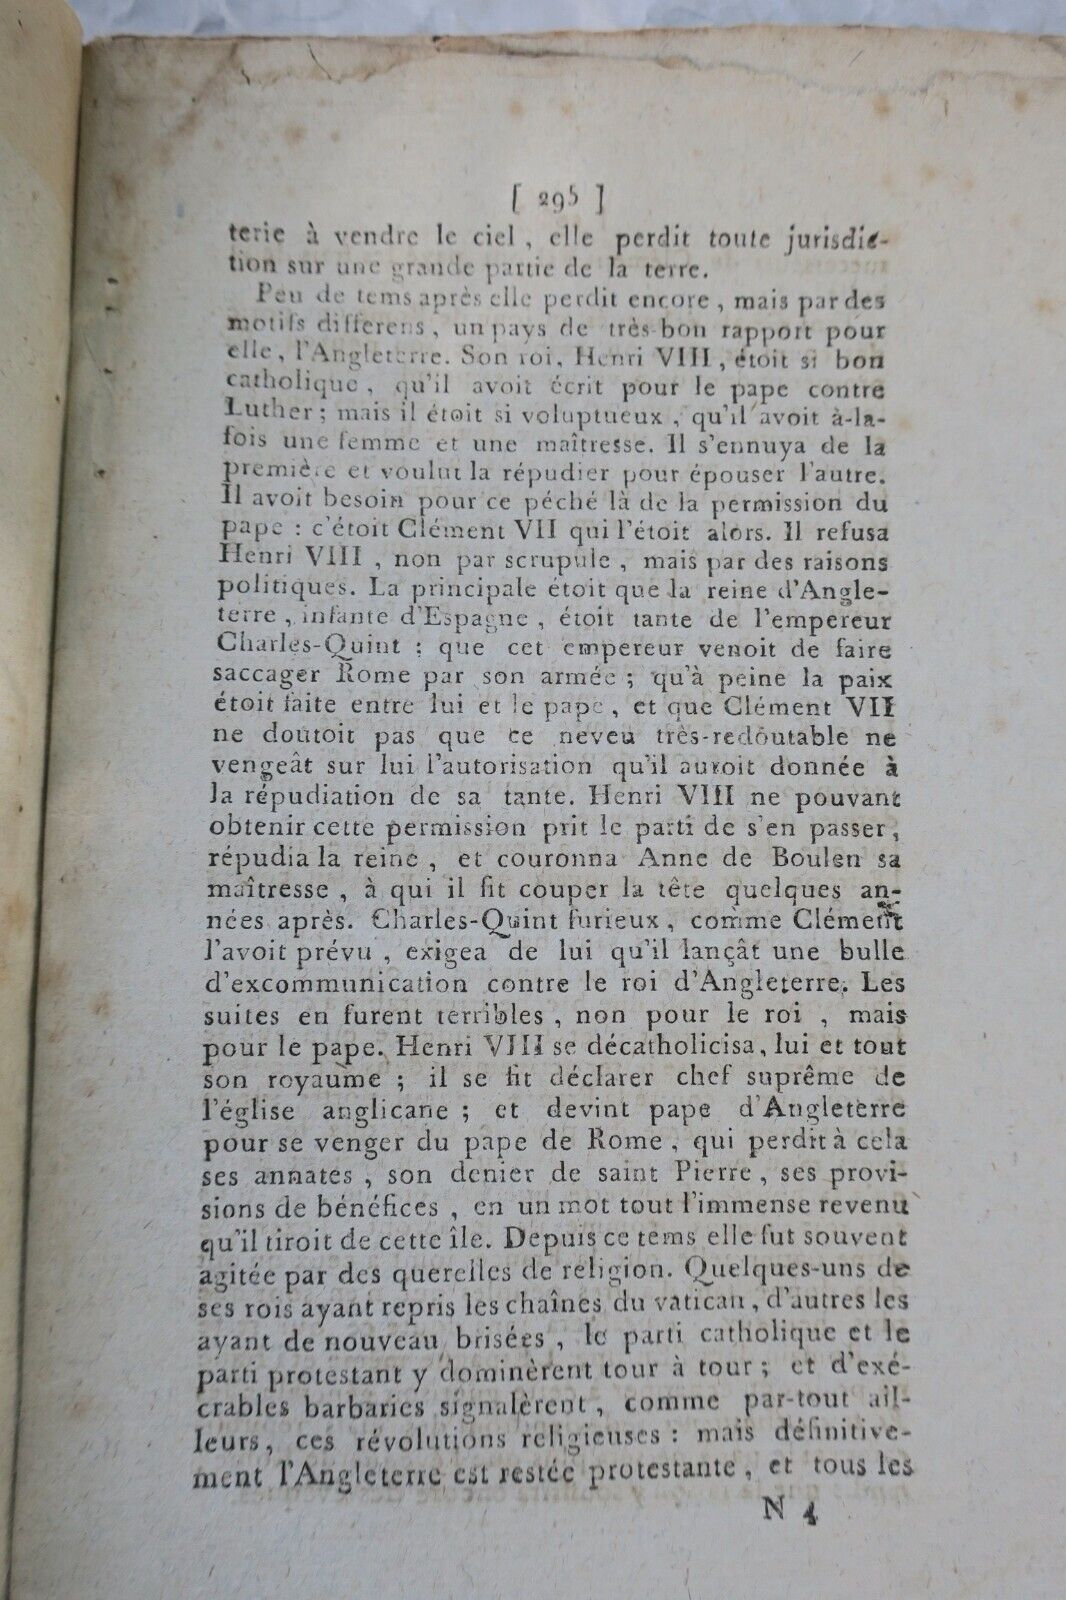 [ 295 ]
terie à vendre le ciel , elle perdit toute jurisdic-
tion sur une grande partie de la terre.
Peu de tems après elle perdit encore , mais par des
motifs differens , un pays de très-bon rapport pour
elle , l'Angleterre. Son roi, Henri VIII , étoit si bon
catholique , qu'il avoit écrit pour le pape contre
Luther ; mais il étoit si voluptueux , qu'il avoit à-la-
fois une femme et une maîtresse. Il s'ennuya de la
première et voulut la répudier pour épouser l'autre.
Il avoit besoin pour ce péché là de la permission du
pape : c'étoit Clément VII qui l'étoit alors. Il refusa
Henri VIII , non par scrupule , mais par des raisons
politiques. La principale étoit que la reine d'Angle-
terre , infante d'Espagne , étoit tante de l'empereur
Charles-Quint : que cet empereur venoit de faire
saccager Rome par son armée ; qu'à peine la paix
étoit faite entre lui et le pape , et que Clément VII
ne doutoit pas que ce neveu très-redoutable ne
vengeât sur lui l'autorisation qu'il auroit donnée à
la répudiation de sa tante. Henri VIII ne pouvant
obtenir cette permission prit le parti de s'en passer ,
répudia la reine , et couronna Anne de Boulen sa
maîtresse , à qui il fit couper la tête quelques an-
nées après. Charles-Quint furieux , comme Clément
l'avoit prévu , exigea de lui qu'il lançât une bulle
d'excommunication contre le roi d'Angleterre. Les
suites en furent terribles , non pour le roi , mais
pour le pape. Henri VIII se décatholicisa, lui et tout
son royaume ; il se fit déclarer chef suprême de
l'église anglicane ; et devint pape d'Angleterre
pour se venger du pape de Rome , qui perdit à cela
ses annates , son denier de saint Pierre , ses provi-
sions de bénéfices , en un mot tout l'immense revenu
qu'il tiroit de cette île. Depuis ce tems elle fut souvent
agitée par des querelles de religion. Quelques-uns de
ses rois ayant repris les chaînes du vatican , d'autres les
ayant de nouveau brisées , le parti catholique et le
parti protestant y dominèrent tour à tour ; et d'exé-
crables barbaries signalèrent , comme par-tout ail-
leurs, ces révolutions religieuses : mais définitive-
ment l'Angleterre est restée protestante , et tous les
N 4